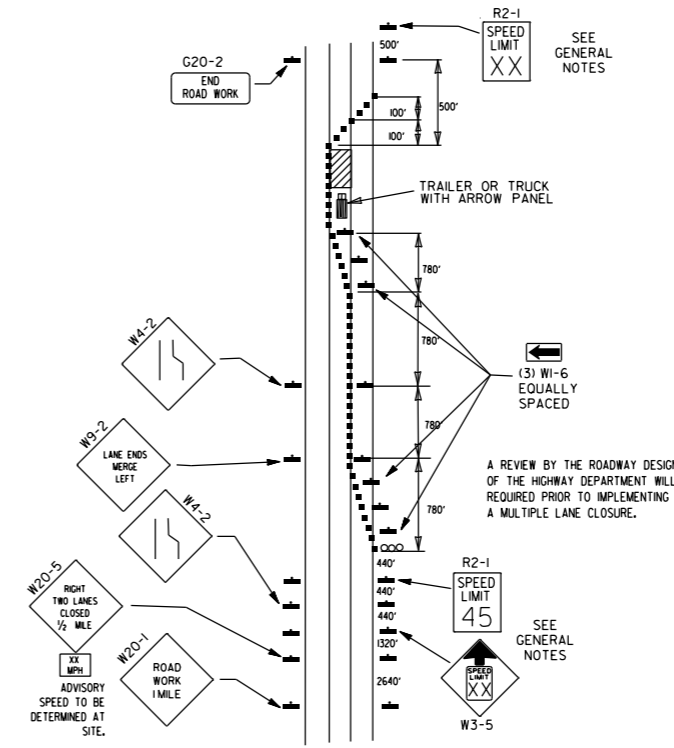 R2-1
SPEED
LIMIT
XX
SEE
GENERAL
NOTES
500'
G20-2
END
ROAD WORK
100'
500'
100'
TRAILER OR TRUCK
WITH ARROW PANEL
780'
780'
W4-2
(3) W1-6
EQUALLY
SPACED
780'
W9-2
LANE ENDS
MERGE
LEFT
A REVIEW BY THE ROADWAY DESIGN
OF THE HIGHWAY DEPARTMENT WILL
REQUIRED PRIOR TO IMPLEMENTING
A MULTIPLE LANE CLOSURE.
780'
W4-2
440'
R2-1
SPEED
LIMIT
45
440'
440'
W20-5
RIGHT
TWO LANES
CLOSED
1/2 MILE
XX
MPH
ADVISORY
SPEED TO BE
DETERMINED AT
SITE.
W20-1
ROAD
WORK
1 MILE
1320'
2640'
SEE
GENERAL
NOTES
SPEED
LIMIT
XX
W3-5